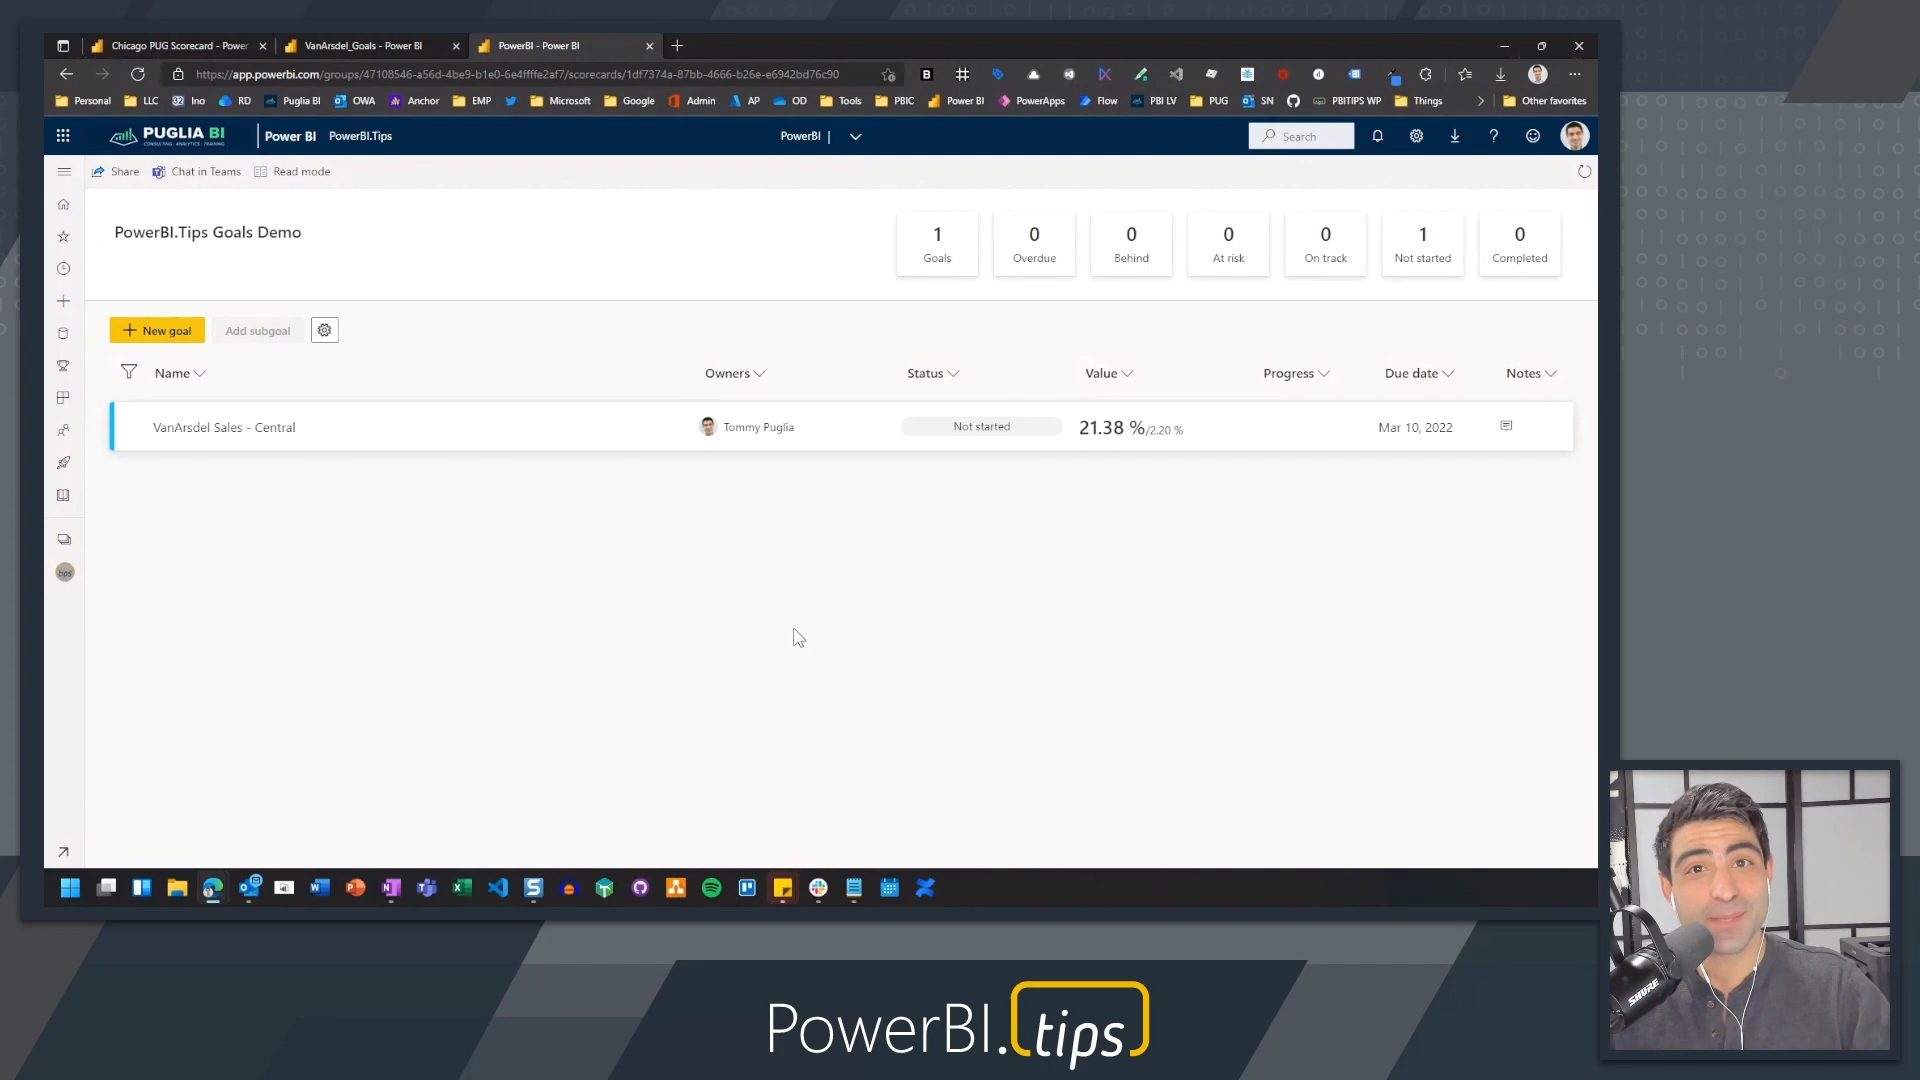 Chicago PUG Scorecard - Power
VanArsdel_Goals - Power BI
PowerBI - Power BI
https://app.powerbi.com/groups/47108546-a56d-4be9-b1e0-6e4ffffe2af7/scorecards/1df7374a-87bb-4666-b26e-e6942bd76c90
Personal LLC Ino RD Puglia BI OWA Anchor EMP Microsoft Google Admin AP OD Tools PBIC Power BI PowerApps Flow PBI LV PUG SN PBITIPS WP Things Other favorites
PUGLIA BI
CONSULTING · ANALYTICS · TRAINING
Power BI PowerBI.Tips
PowerBI |
Search
Share Chat in Teams Read mode
PowerBI.Tips Goals Demo
1 0 0 0 0 1 0
Goals Overdue Behind At risk On track Not started Completed
New goal Add subgoal
Name Owners Status Value Progress Due date Notes
VanArsdel Sales - Central Tommy Puglia Not started 21.38 %/2.20 % Mar 10, 2022
tips
SHURE
PowerBI.tips